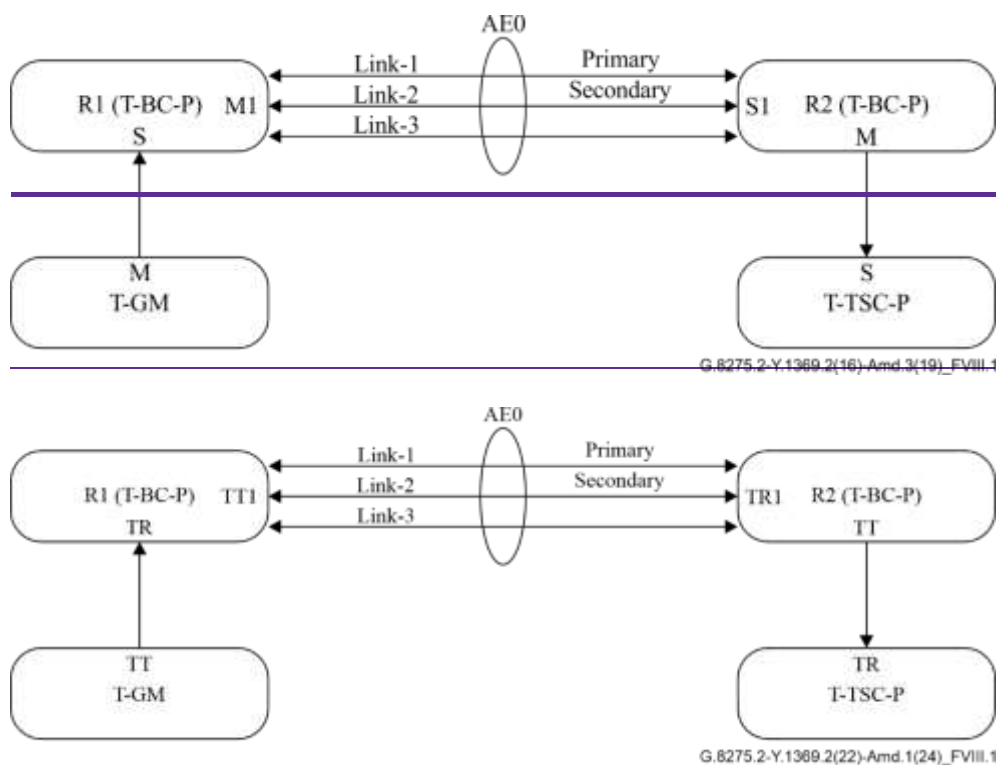 AE0
Link-1 Primary
R1 (T-BC-P) M1 Link-2 Secondary S1 R2 (T-BC-P)
S Link-3 M
M S
T-GM T-TSC-P
G.8275.2-Y.1369.2(16)-Amd.3(19)_FVIII.1
AE0
Link-1 Primary
R1 (T-BC-P) TT1 Link-2 Secondary TR1 R2 (T-BC-P)
TR Link-3 TT
TT TR
T-GM T-TSC-P
G.8275.2-Y.1369.2(22)-Amd.1(24)_FVIII.1